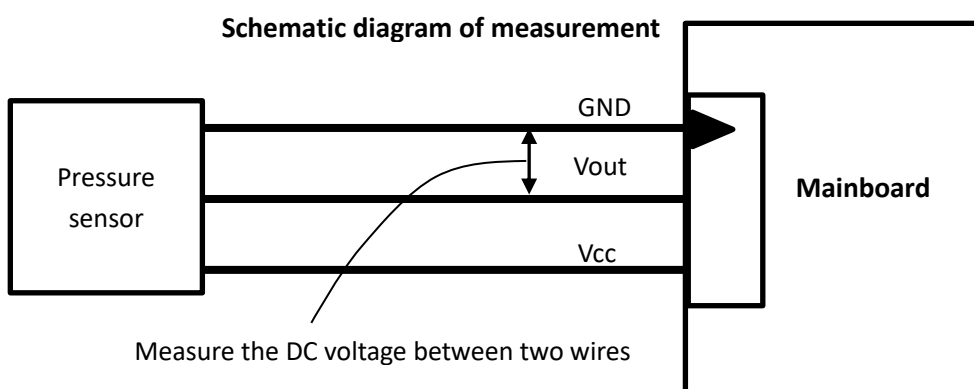 Schematic diagram of measurement
GND
Pressure
sensor
Vout
Mainboard
Vcc
Measure the DC voltage between two wires